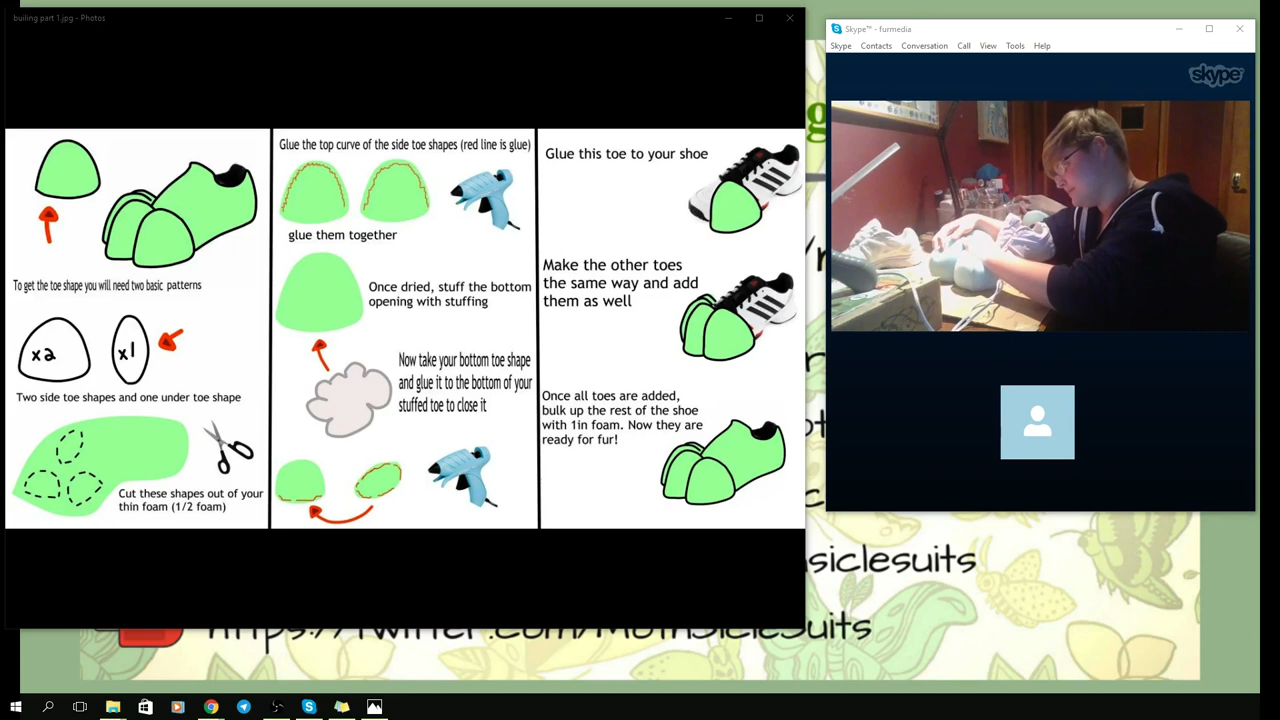 builing part 1.jpg - Photos
To get the toe shape you will need two basic patterns
x2
x1
Two side toe shapes and one under toe shape
Cut these shapes out of your
thin foam (1/2 foam)
Glue the top curve of the side toe shapes (red line is glue)
glue them together
Once dried, stuff the bottom
opening with stuffing
Now take your bottom toe shape
and glue it to the bottom of your
stuffed toe to close it
Glue this toe to your shoe
Make the other toes
the same way and add
them as well
Once all toes are added,
bulk up the rest of the shoe
with 1in foam. Now they are
ready for fur!
Skype™ - furmedia
Skype Contacts Conversation Call View Tools Help
skype
siclesuits
https://twitter.com/Mothsiclesuits